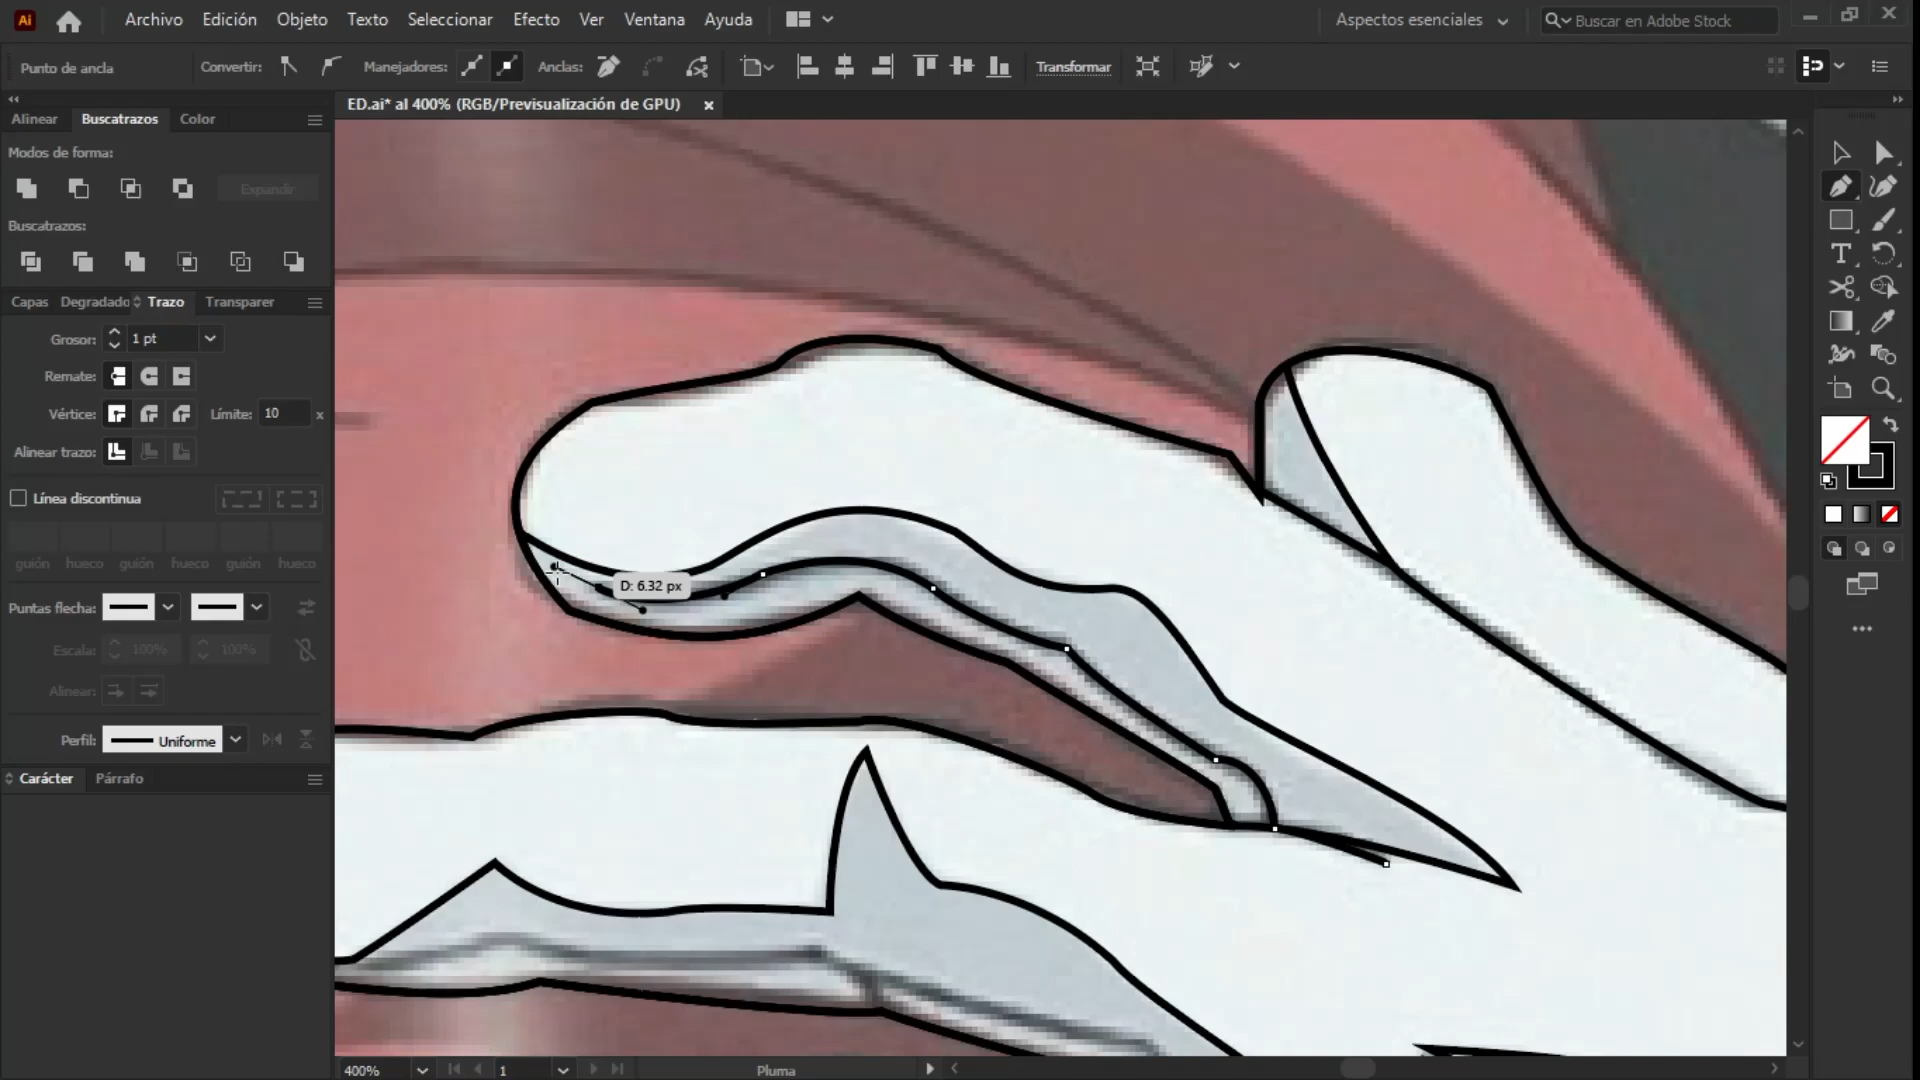 Ai
Archivo Edición Objeto Texto Seleccionar Efecto Ver Ventana Ayuda
Aspectos esenciales
Buscar en Adobe Stock
Punto de ancla
Convertir:
Manejadores:
Anclas:
Transformar
ED.ai* al 400% (RGB/Previsualización de GPU)
Alinear Buscatrazos Color
Modos de forma:
Expandir
Buscatrazos:
Capas Degradado Trazo Transparer
Grosor: 1 pt
Remate:
Vértice: Límite: 10 x
Alinear trazo:
Línea discontinua
guión hueco guión hueco guión hueco
Puntas flecha:
Escala: 100% 100%
Alinear:
Perfil: Uniforme
Carácter Párrafo
D: 6.32 px
400%
1
Pluma